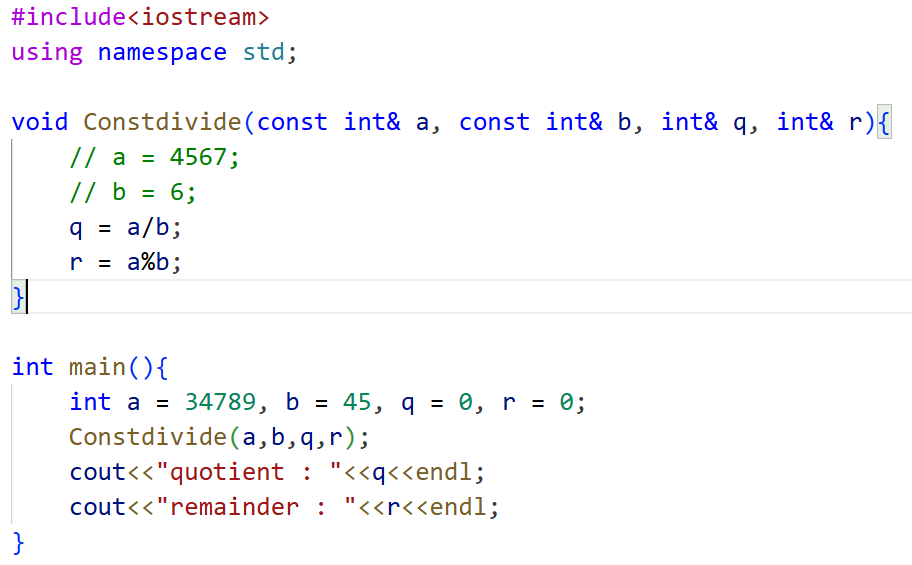 #include<iostream>
using namespace std;
void Constdivide(const int& a, const int& b, int& q, int& r){
// a = 4567;
// b = 6;
q = a/b;
r = a%b;
}
int main(){
int a = 34789, b = 45, q = 0, r = 0;
Constdivide(a,b,q,r);
cout<<"quotient : "<<q<<endl;
cout<<"remainder : "<<r<<endl;
}